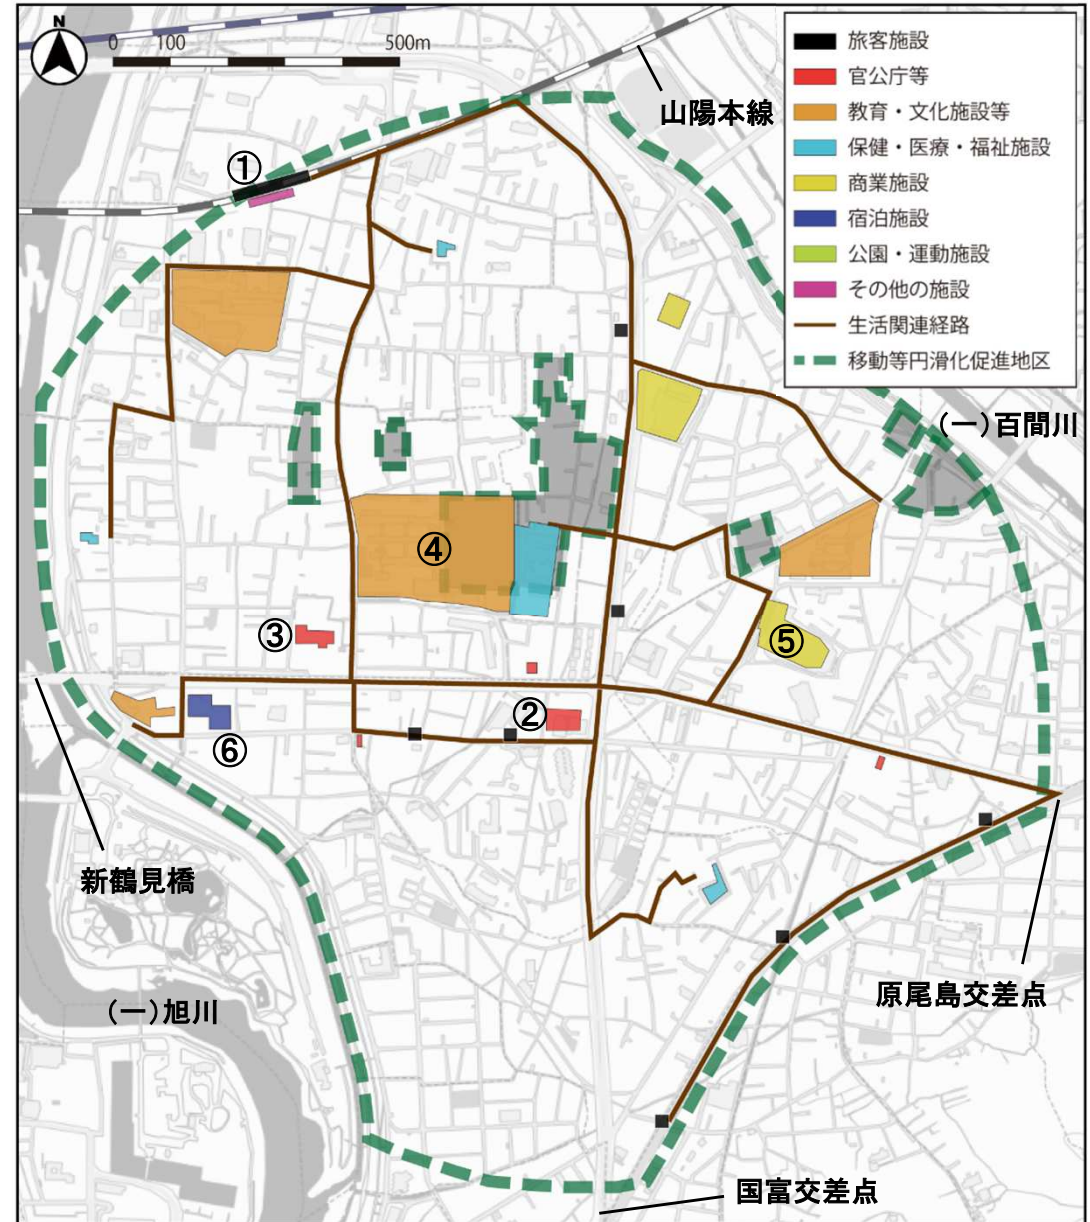 N
0 100 500m
旅客施設
官公庁等
教育・文化施設等
保健・医療・福祉施設
商業施設
宿泊施設
公園・運動施設
その他の施設
生活関連経路
移動等円滑化促進地区
山陽本線
①
(一)百間川
④
③
⑤
②
⑥
新鶴見橋
原尾島交差点
(一)旭川
国富交差点